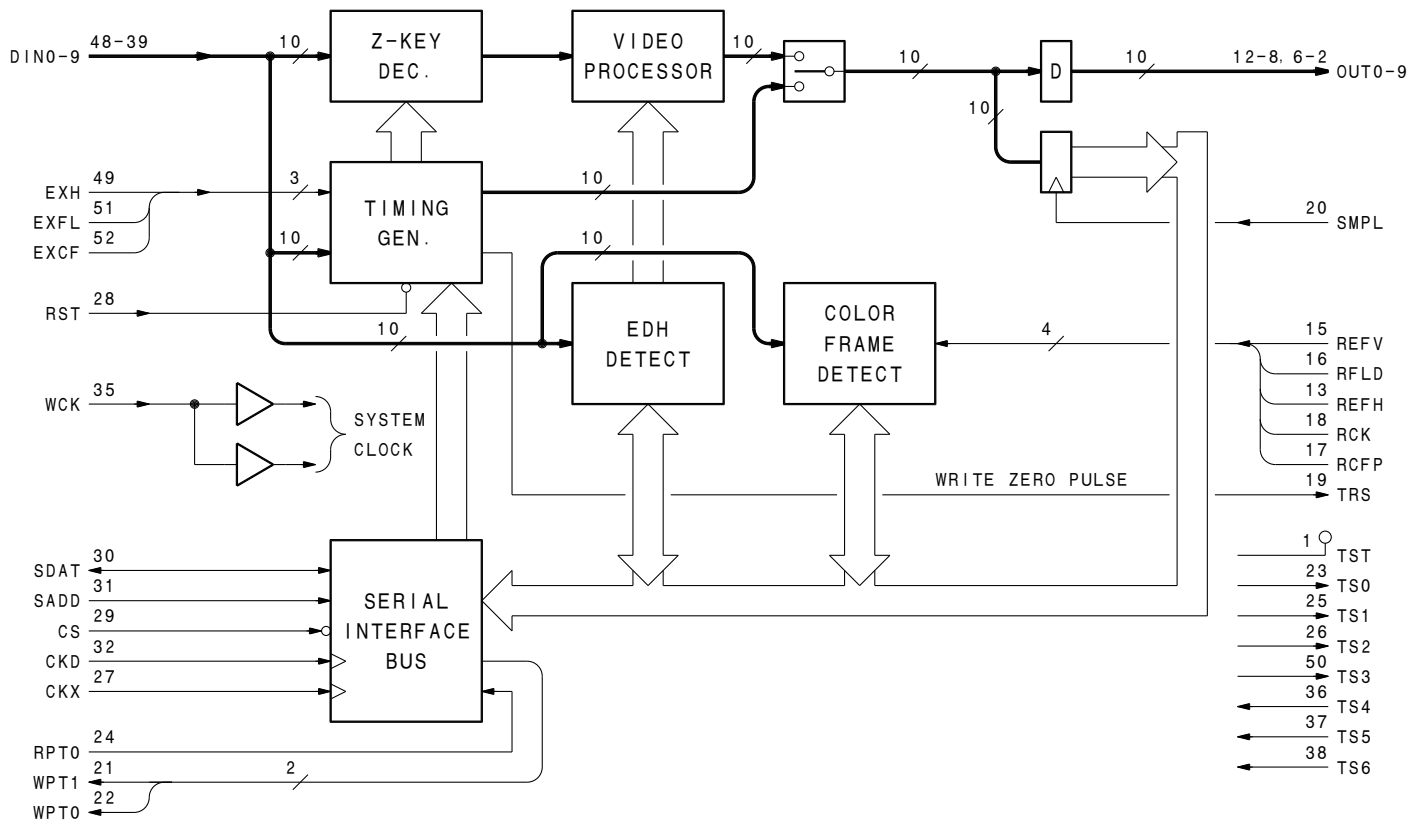 DIN0-9 48-39 10 Z-KEY DEC. VIDEO PROCESSOR 10 10 D 10 12-8, 6-2 OUT0-9
10
EXH 49 3 TIMING GEN. 10
EXFL 51 20 SMPL
EXCF 52 10 10
RST 28
10 EDH DETECT COLOR FRAME DETECT 4 15 REFV
16 RFLD
WCK 35 SYSTEM CLOCK 13 REFH
18 RCK
17 RCFP
WRITE ZERO PULSE 19 TRS
1 TST
SDAT 30 23 TS0
SADD 31 SERIAL INTERFACE BUS 25 TS1
CS 29 26 TS2
CKD 32 50 TS3
CKX 27 36 TS4
RPT0 24 37 TS5
WPT1 21 2 38 TS6
WPT0 22